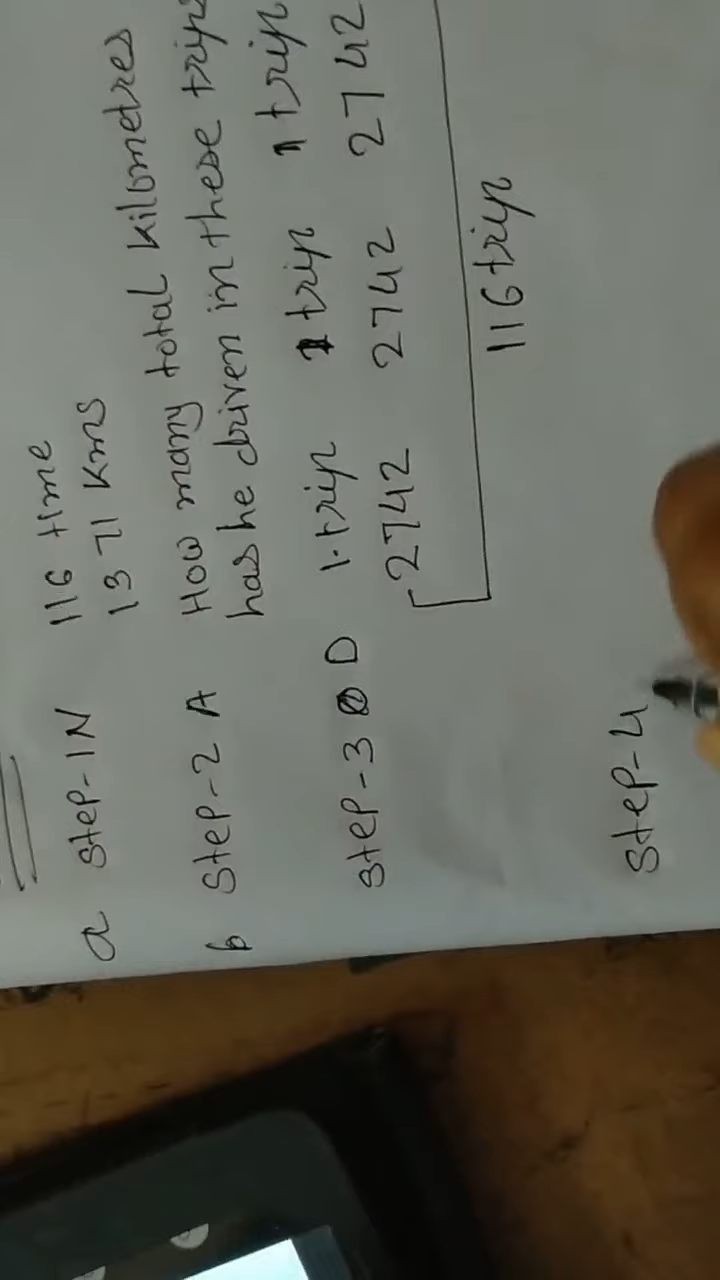 a Step-1N 116 time
1371 Kms
b Step-2 A How many total kilometres
has he driven in these trips
Step-3 D 1 trip 1 trip 1 trip
2742 2742 2742
116 trip
Step-4